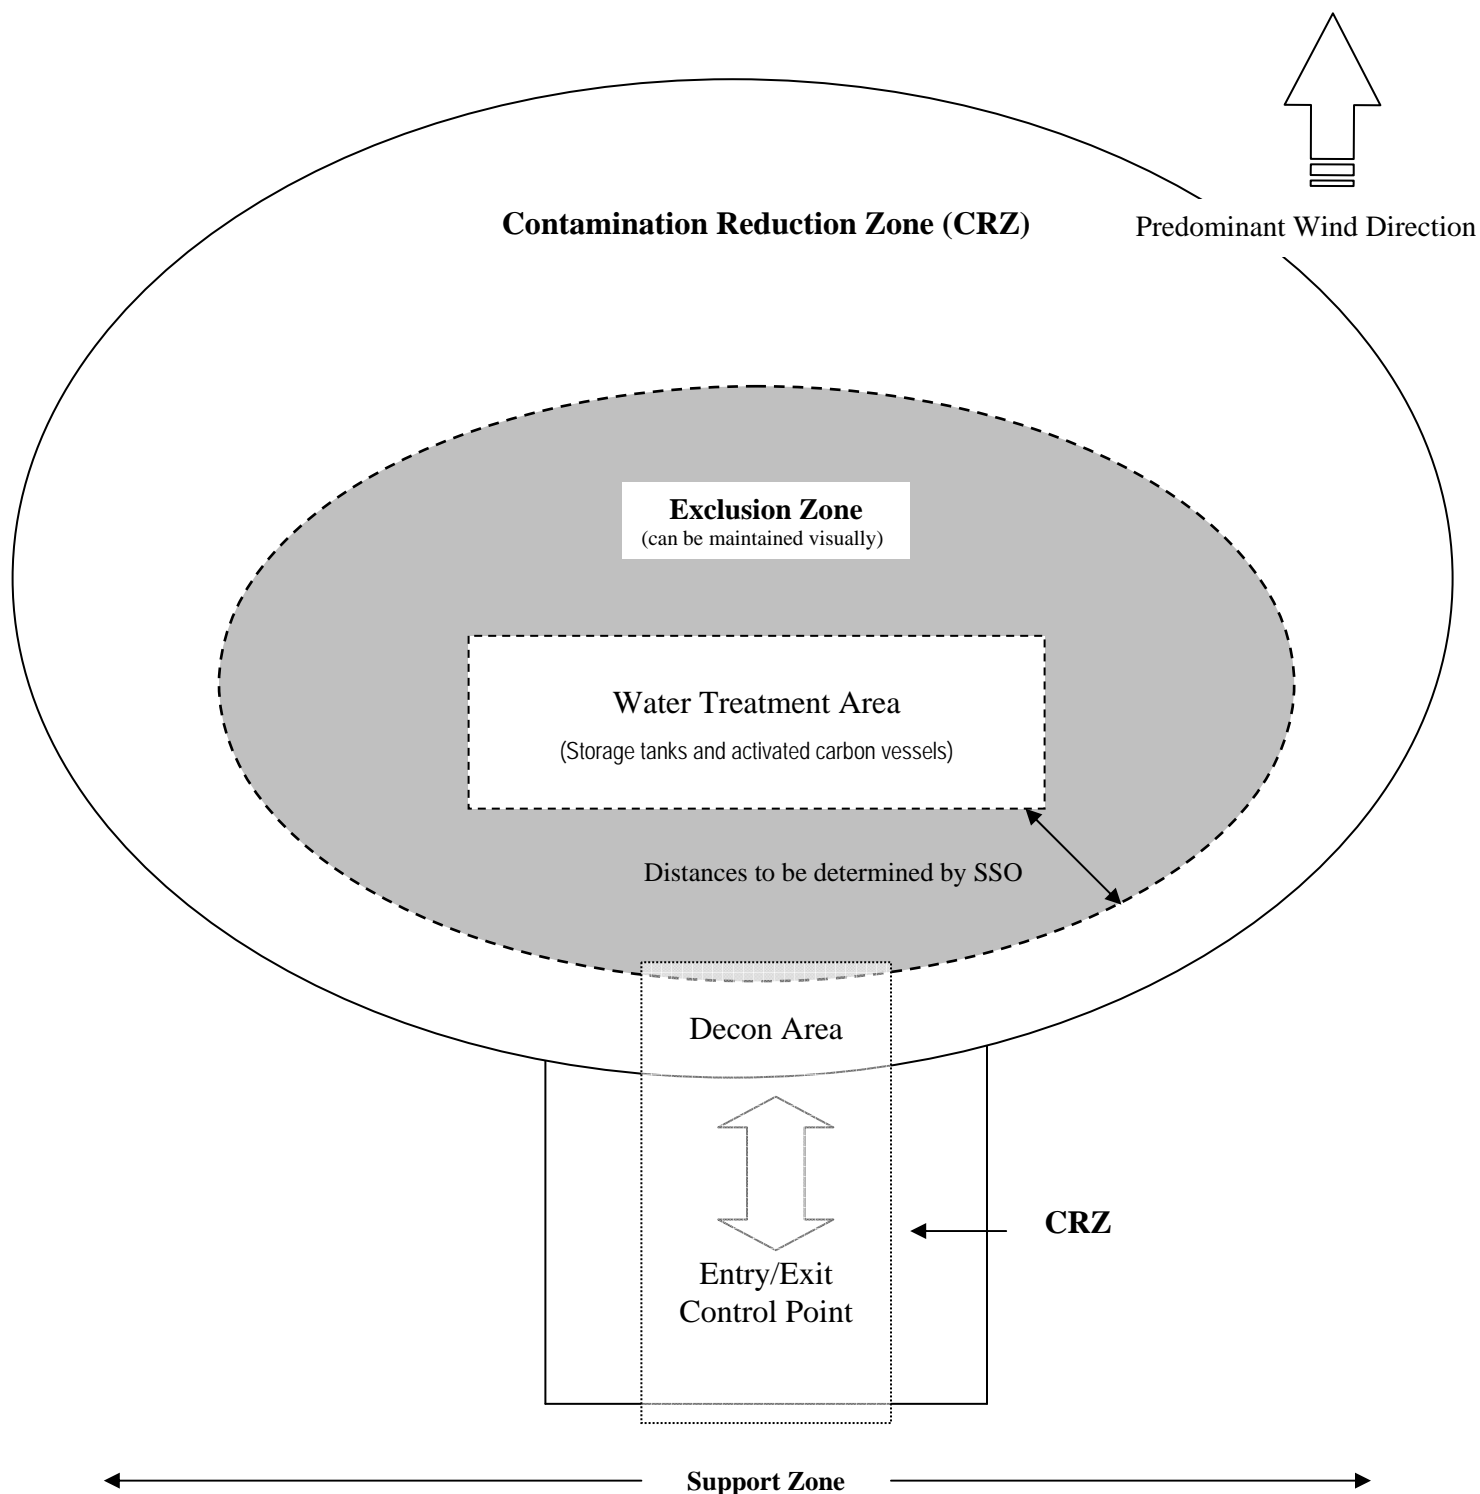 Contamination Reduction Zone (CRZ)
Predominant Wind Direction
Exclusion Zone
(can be maintained visually)
Water Treatment Area
(Storage tanks and activated carbon vessels)
Distances to be determined by SSO
Decon Area
CRZ
Entry/Exit
Control Point
Support Zone